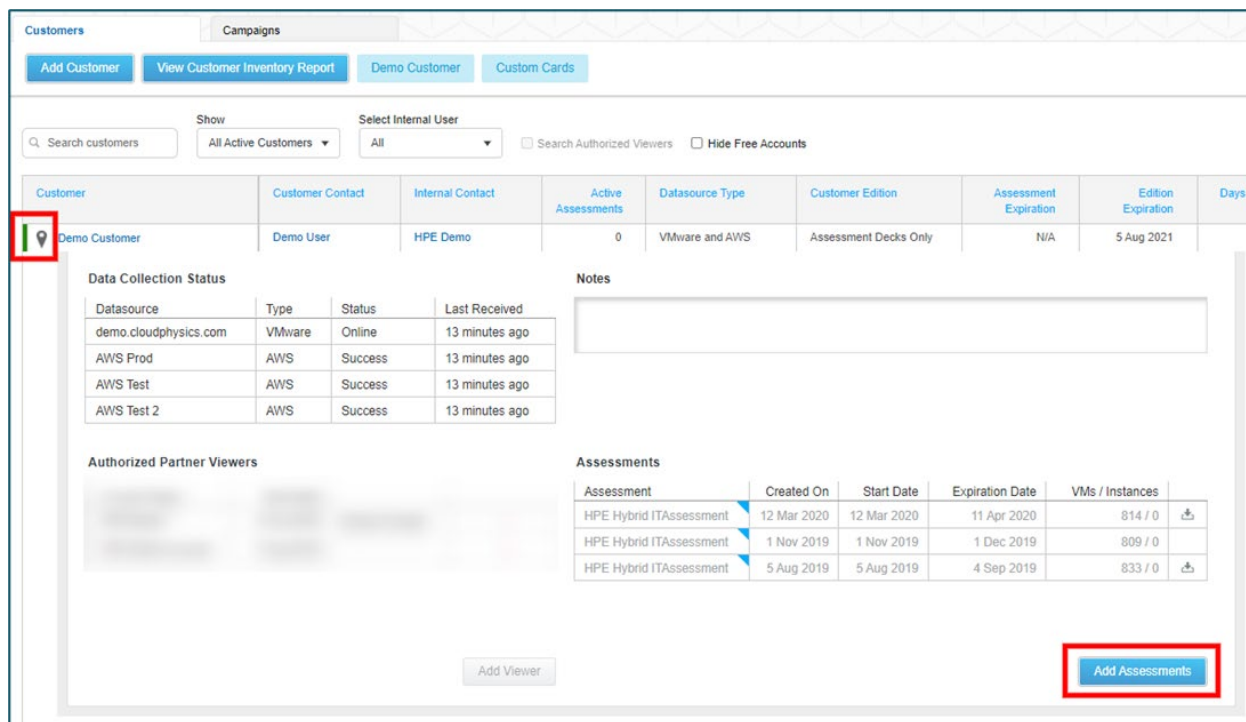 Customers Campaigns
Add Customer View Customer Inventory Report Demo Customer Custom Cards
Show Select Internal User
Search customers All Active Customers All Search Authorized Viewers Hide Free Accounts
Customer Customer Contact Internal Contact Active Assessments Datasource Type Customer Edition Assessment Expiration Edition Expiration Days
Demo Customer Demo User HPE Demo 0 VMware and AWS Assessment Decks Only N/A 5 Aug 2021
Data Collection Status Notes
Datasource Type Status Last Received
demo.cloudphysics.com VMware Online 13 minutes ago
AWS Prod AWS Success 13 minutes ago
AWS Test AWS Success 13 minutes ago
AWS Test 2 AWS Success 13 minutes ago
Authorized Partner Viewers Assessments
Assessment Created On Start Date Expiration Date VMs / Instances
HPE Hybrid ITAssessment 12 Mar 2020 12 Mar 2020 11 Apr 2020 814 / 0
HPE Hybrid ITAssessment 1 Nov 2019 1 Nov 2019 1 Dec 2019 809 / 0
HPE Hybrid ITAssessment 5 Aug 2019 5 Aug 2019 4 Sep 2019 833 / 0
Add Viewer Add Assessments